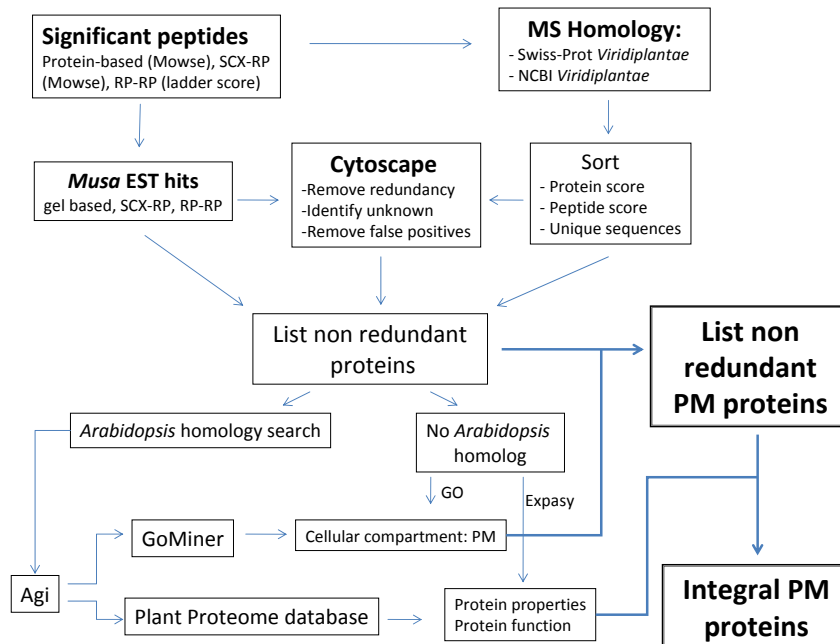 Significant peptides
Protein-based (Mowse), SCX-RP
(Mowse), RP-RP (ladder score)
MS Homology:
- Swiss-Prot Viridiplantae
- NCBI Viridiplantae
Musa EST hits
gel based, SCX-RP, RP-RP
Cytoscape
-Remove redundancy
-Identify unknown
-Remove false positives
Sort
- Protein score
- Peptide score
- Unique sequences
List non redundant
proteins
List non
redundant
PM proteins
Arabidopsis homology search
No Arabidopsis
homolog
GO
Expasy
GoMiner
Cellular compartment: PM
Agi
Plant Proteome database
Protein properties
Protein function
Integral PM
proteins